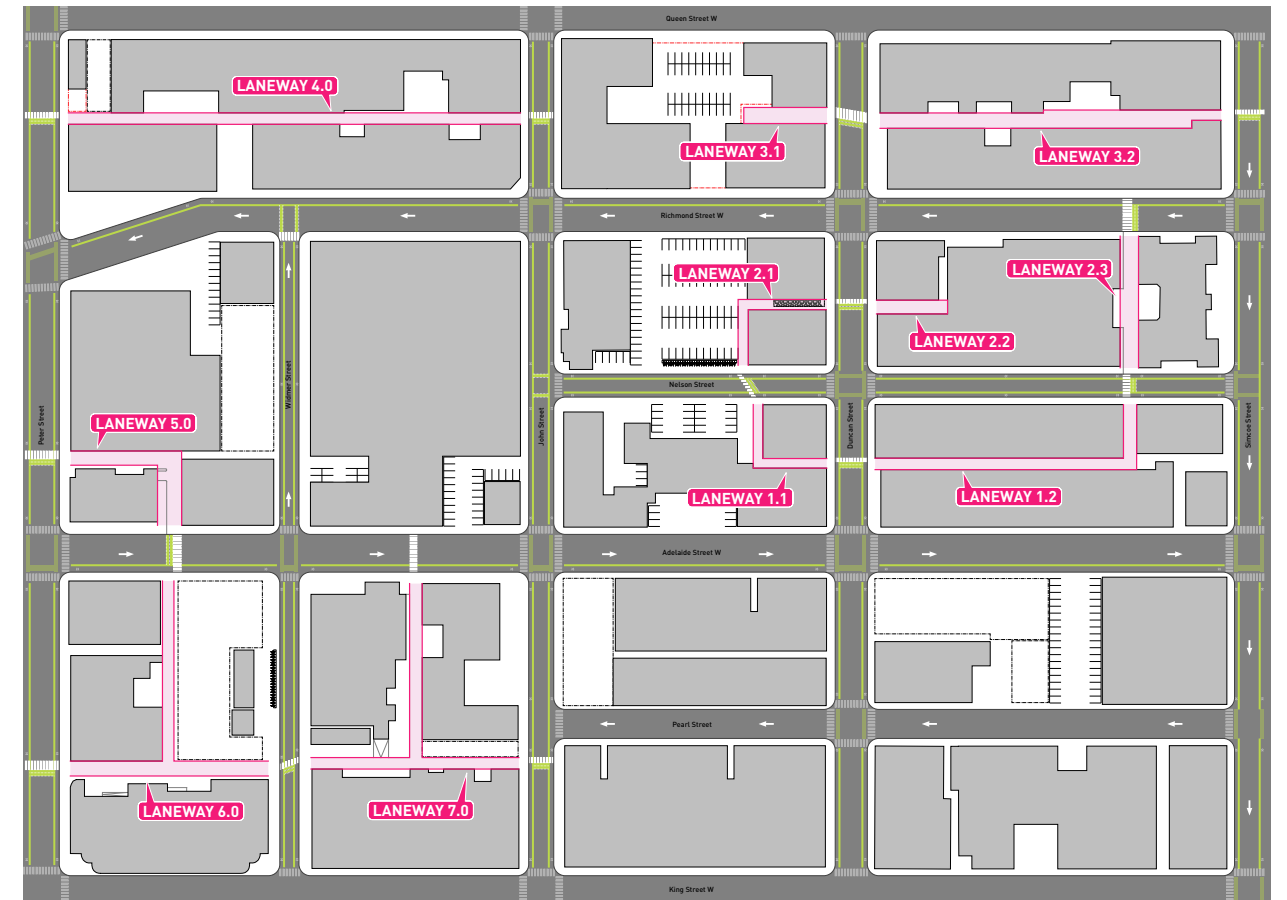 Queen Street W
LANEWAY 4.0
LANEWAY 3.1
LANEWAY 3.2
Richmond Street W
LANEWAY 2.1
LANEWAY 2.3
LANEWAY 2.2
Nelson Street
Peter Street
Widmer Street
John Street
Duncan Street
Simcoe Street
LANEWAY 5.0
LANEWAY 1.1
LANEWAY 1.2
Adelaide Street W
Pearl Street
LANEWAY 6.0
LANEWAY 7.0
King Street W